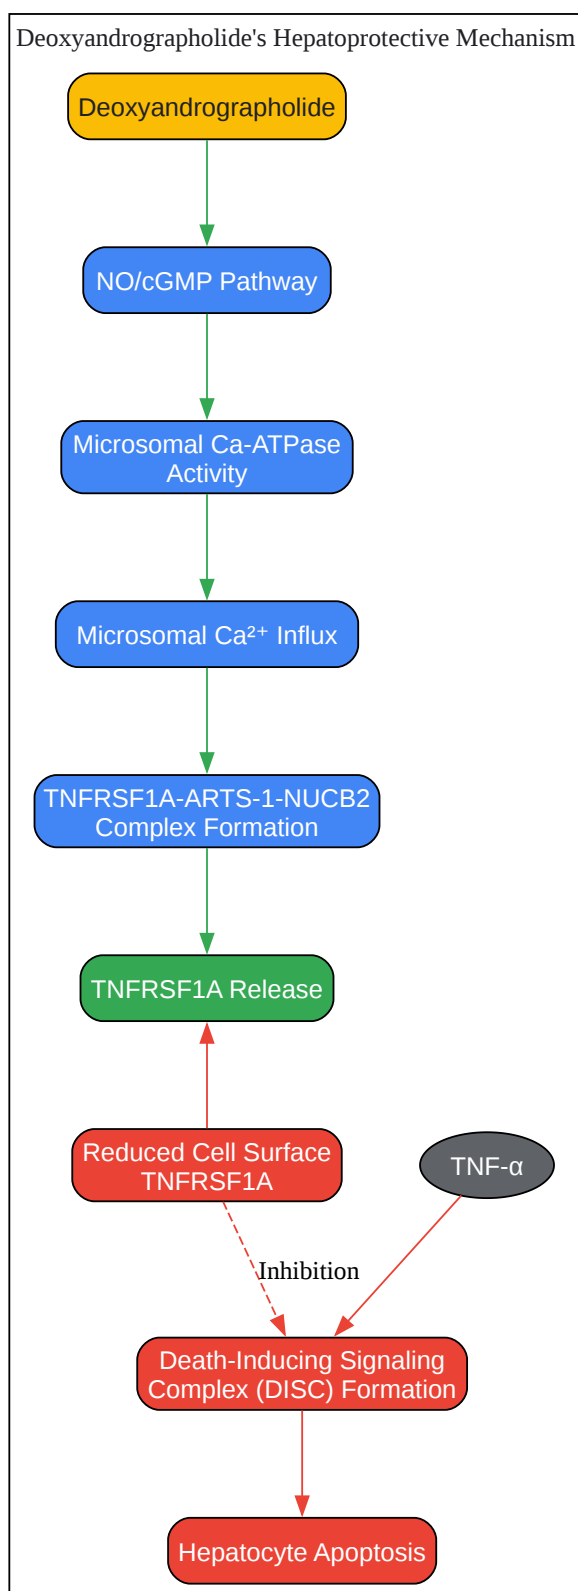 Deoxyandrographolide's Hepatoprotective Mechanism
Deoxyandrographolide
NO/cGMP Pathway
Microsomal Ca-ATPase
Activity
Microsomal Ca²⁺ Influx
TNFRSF1A-ARTS-1-NUCB2
Complex Formation
TNFRSF1A Release
Reduced Cell Surface
TNFRSF1A
TNF-α
Inhibition
Death-Inducing Signaling
Complex (DISC) Formation
Hepatocyte Apoptosis